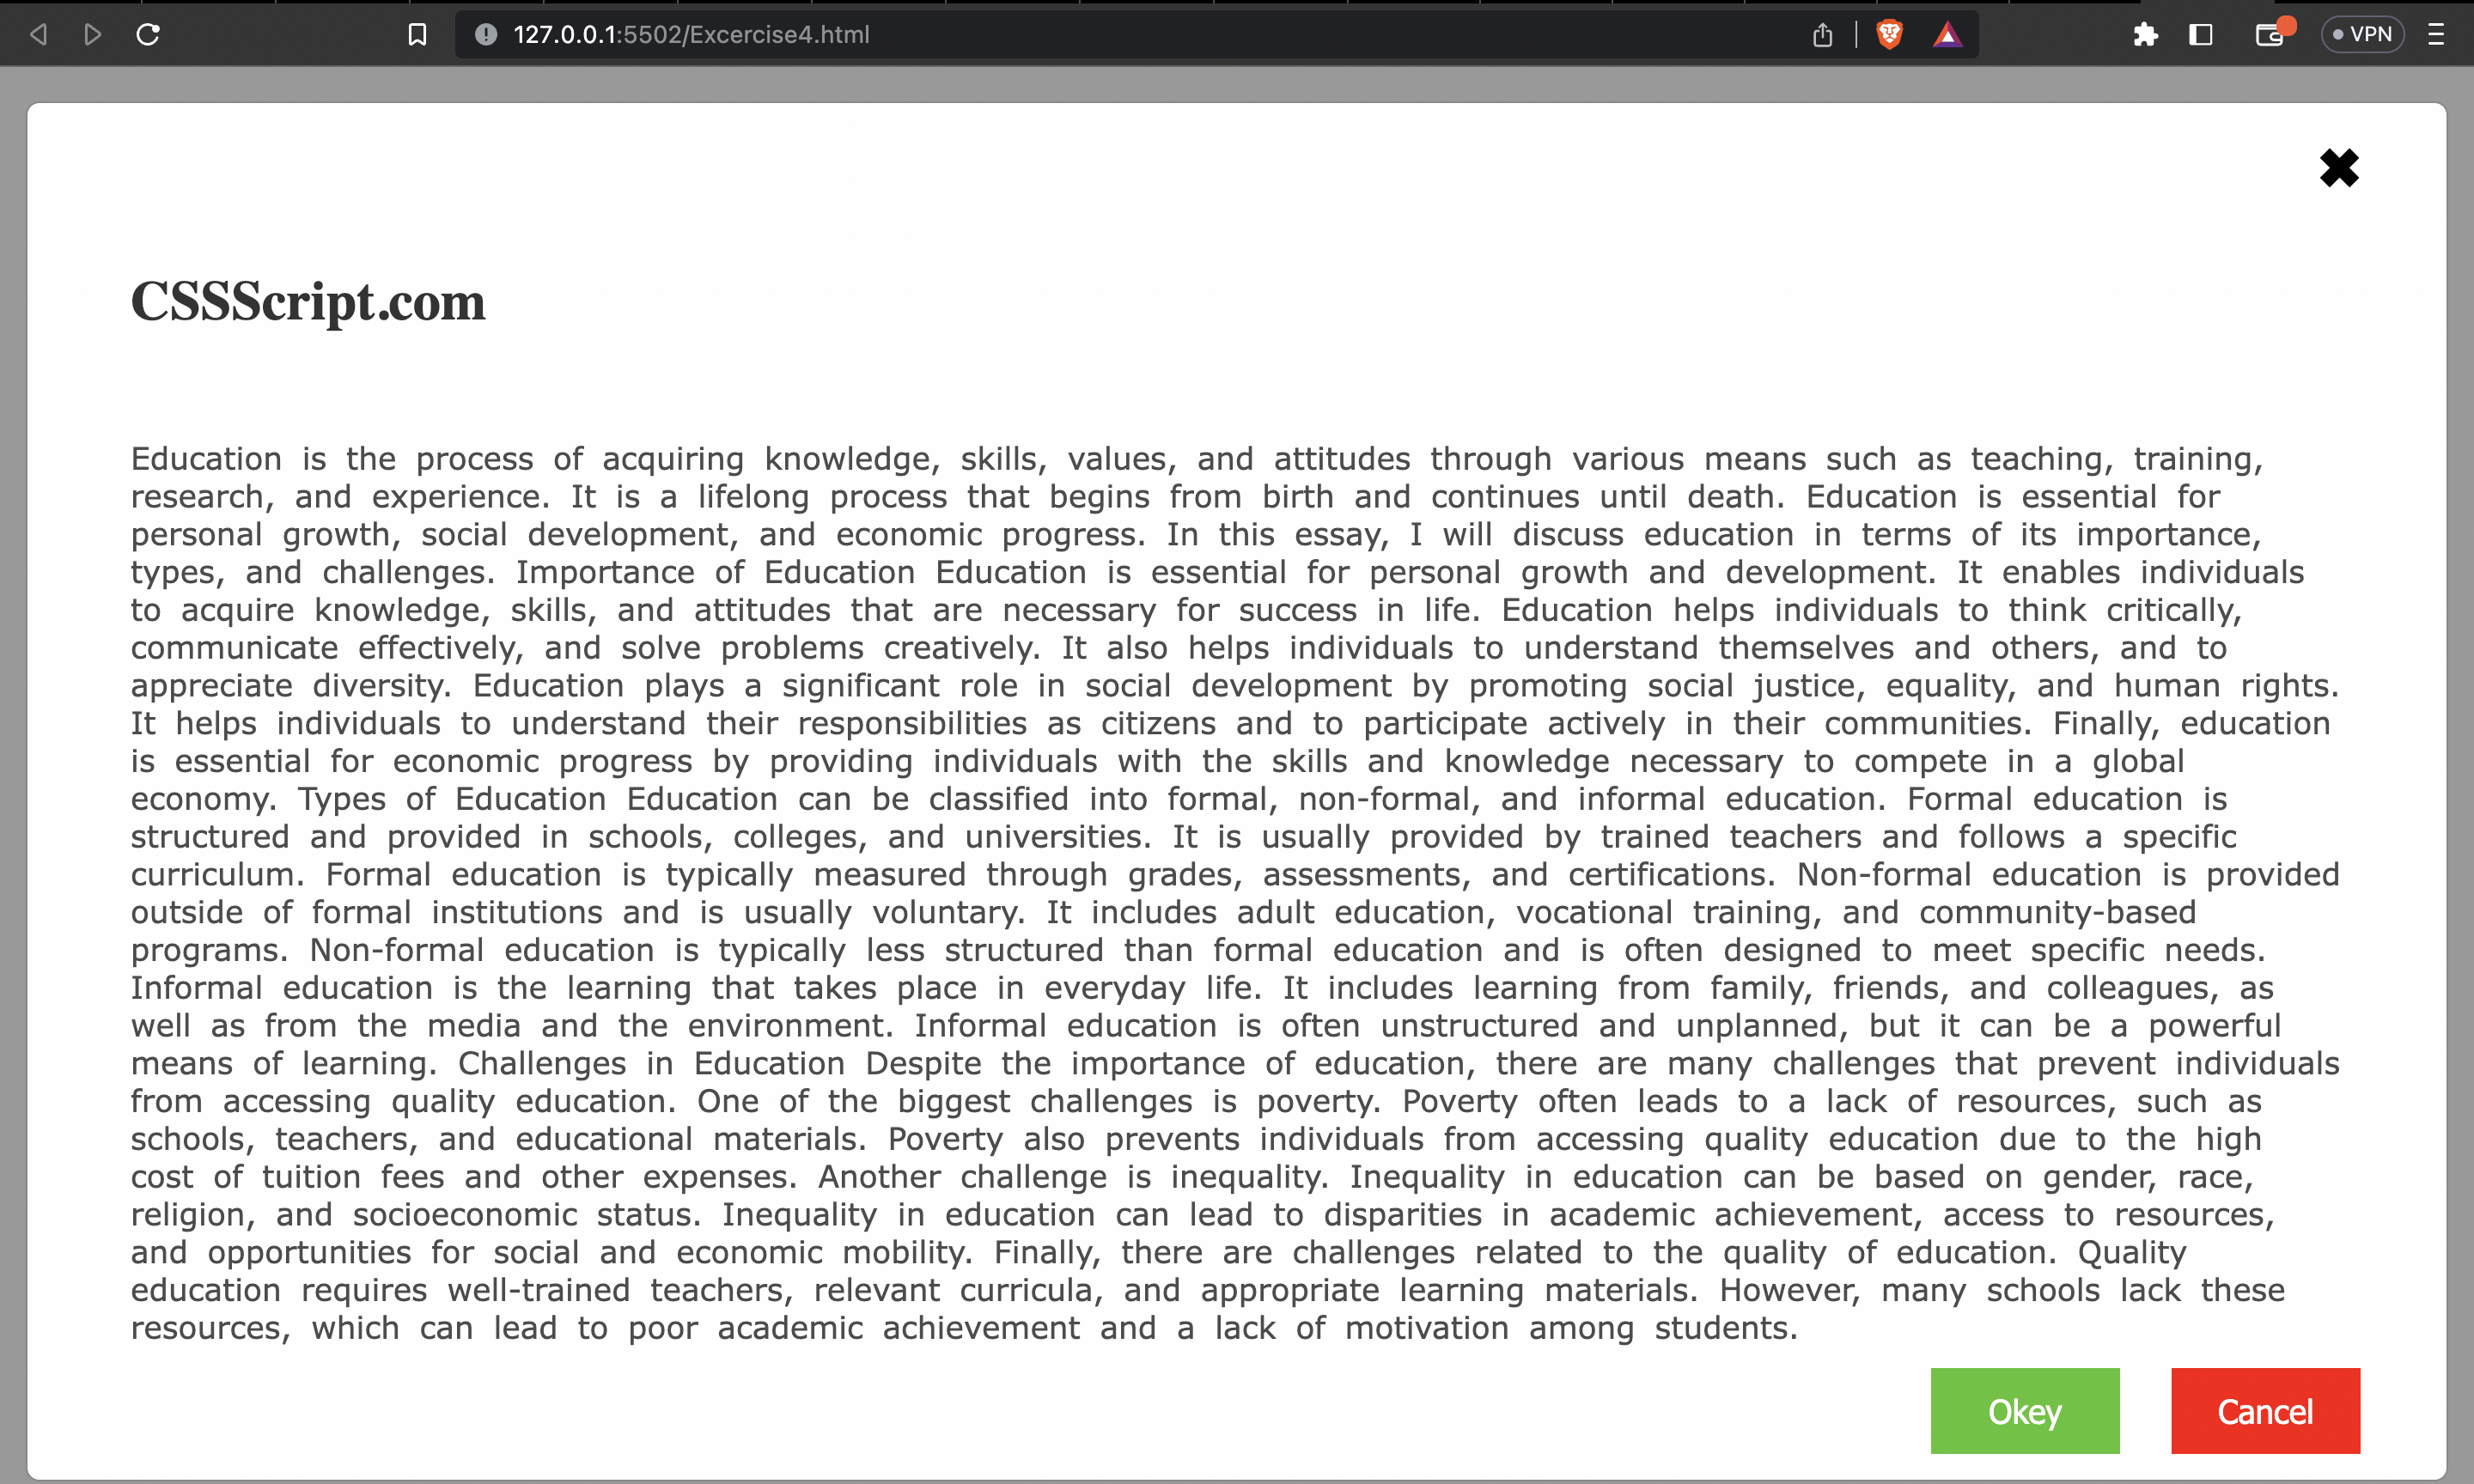 127.0.0.1:5502/Excercise4.html
VPN
CSSScript.com
Education is the process of acquiring knowledge, skills, values, and attitudes through various means such as teaching, training,
research, and experience. It is a lifelong process that begins from birth and continues until death. Education is essential for
personal growth, social development, and economic progress. In this essay, I will discuss education in terms of its importance,
types, and challenges. Importance of Education Education is essential for personal growth and development. It enables individuals
to acquire knowledge, skills, and attitudes that are necessary for success in life. Education helps individuals to think critically,
communicate effectively, and solve problems creatively. It also helps individuals to understand themselves and others, and to
appreciate diversity. Education plays a significant role in social development by promoting social justice, equality, and human rights.
It helps individuals to understand their responsibilities as citizens and to participate actively in their communities. Finally, education
is essential for economic progress by providing individuals with the skills and knowledge necessary to compete in a global
economy. Types of Education Education can be classified into formal, non-formal, and informal education. Formal education is
structured and provided in schools, colleges, and universities. It is usually provided by trained teachers and follows a specific
curriculum. Formal education is typically measured through grades, assessments, and certifications. Non-formal education is provided
outside of formal institutions and is usually voluntary. It includes adult education, vocational training, and community-based
programs. Non-formal education is typically less structured than formal education and is often designed to meet specific needs.
Informal education is the learning that takes place in everyday life. It includes learning from family, friends, and colleagues, as
well as from the media and the environment. Informal education is often unstructured and unplanned, but it can be a powerful
means of learning. Challenges in Education Despite the importance of education, there are many challenges that prevent individuals
from accessing quality education. One of the biggest challenges is poverty. Poverty often leads to a lack of resources, such as
schools, teachers, and educational materials. Poverty also prevents individuals from accessing quality education due to the high
cost of tuition fees and other expenses. Another challenge is inequality. Inequality in education can be based on gender, race,
religion, and socioeconomic status. Inequality in education can lead to disparities in academic achievement, access to resources,
and opportunities for social and economic mobility. Finally, there are challenges related to the quality of education. Quality
education requires well-trained teachers, relevant curricula, and appropriate learning materials. However, many schools lack these
resources, which can lead to poor academic achievement and a lack of motivation among students.
Okey
Cancel